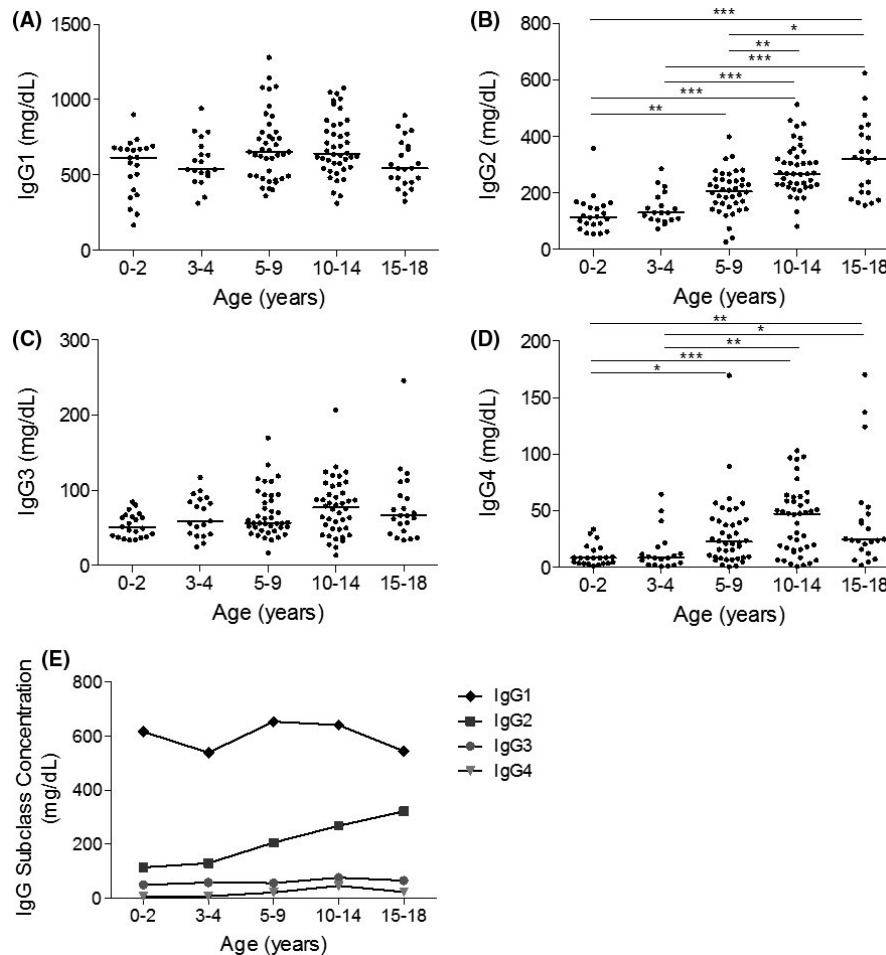 (A)
1500
1000
500
0
IgG1 (mg/dL)
0-2 3-4 5-9 10-14 15-18
Age (years)
(B)
800
600
400
200
0
IgG2 (mg/dL)
***
*
**
***
***
***
**
0-2 3-4 5-9 10-14 15-18
Age (years)
(C)
300
200
100
0
IgG3 (mg/dL)
0-2 3-4 5-9 10-14 15-18
Age (years)
(D)
200
150
100
50
0
IgG4 (mg/dL)
**
*
**
***
*
0-2 3-4 5-9 10-14 15-18
Age (years)
(E)
800
600
400
200
0
IgG Subclass Concentration
(mg/dL)
0-2 3-4 5-9 10-14 15-18
Age (years)
IgG1
IgG2
IgG3
IgG4